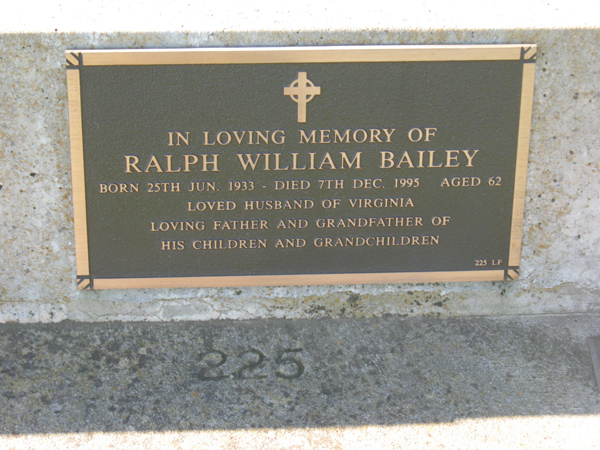 IN LOVING MEMORY OF
RALPH WILLIAM BAILEY
BORN 25TH JUN. 1933 - DIED 7TH DEC. 1995 AGED 62
LOVED HUSBAND OF VIRGINIA
LOVING FATHER AND GRANDFATHER OF
HIS CHILDREN AND GRANDCHILDREN
225 LF
225